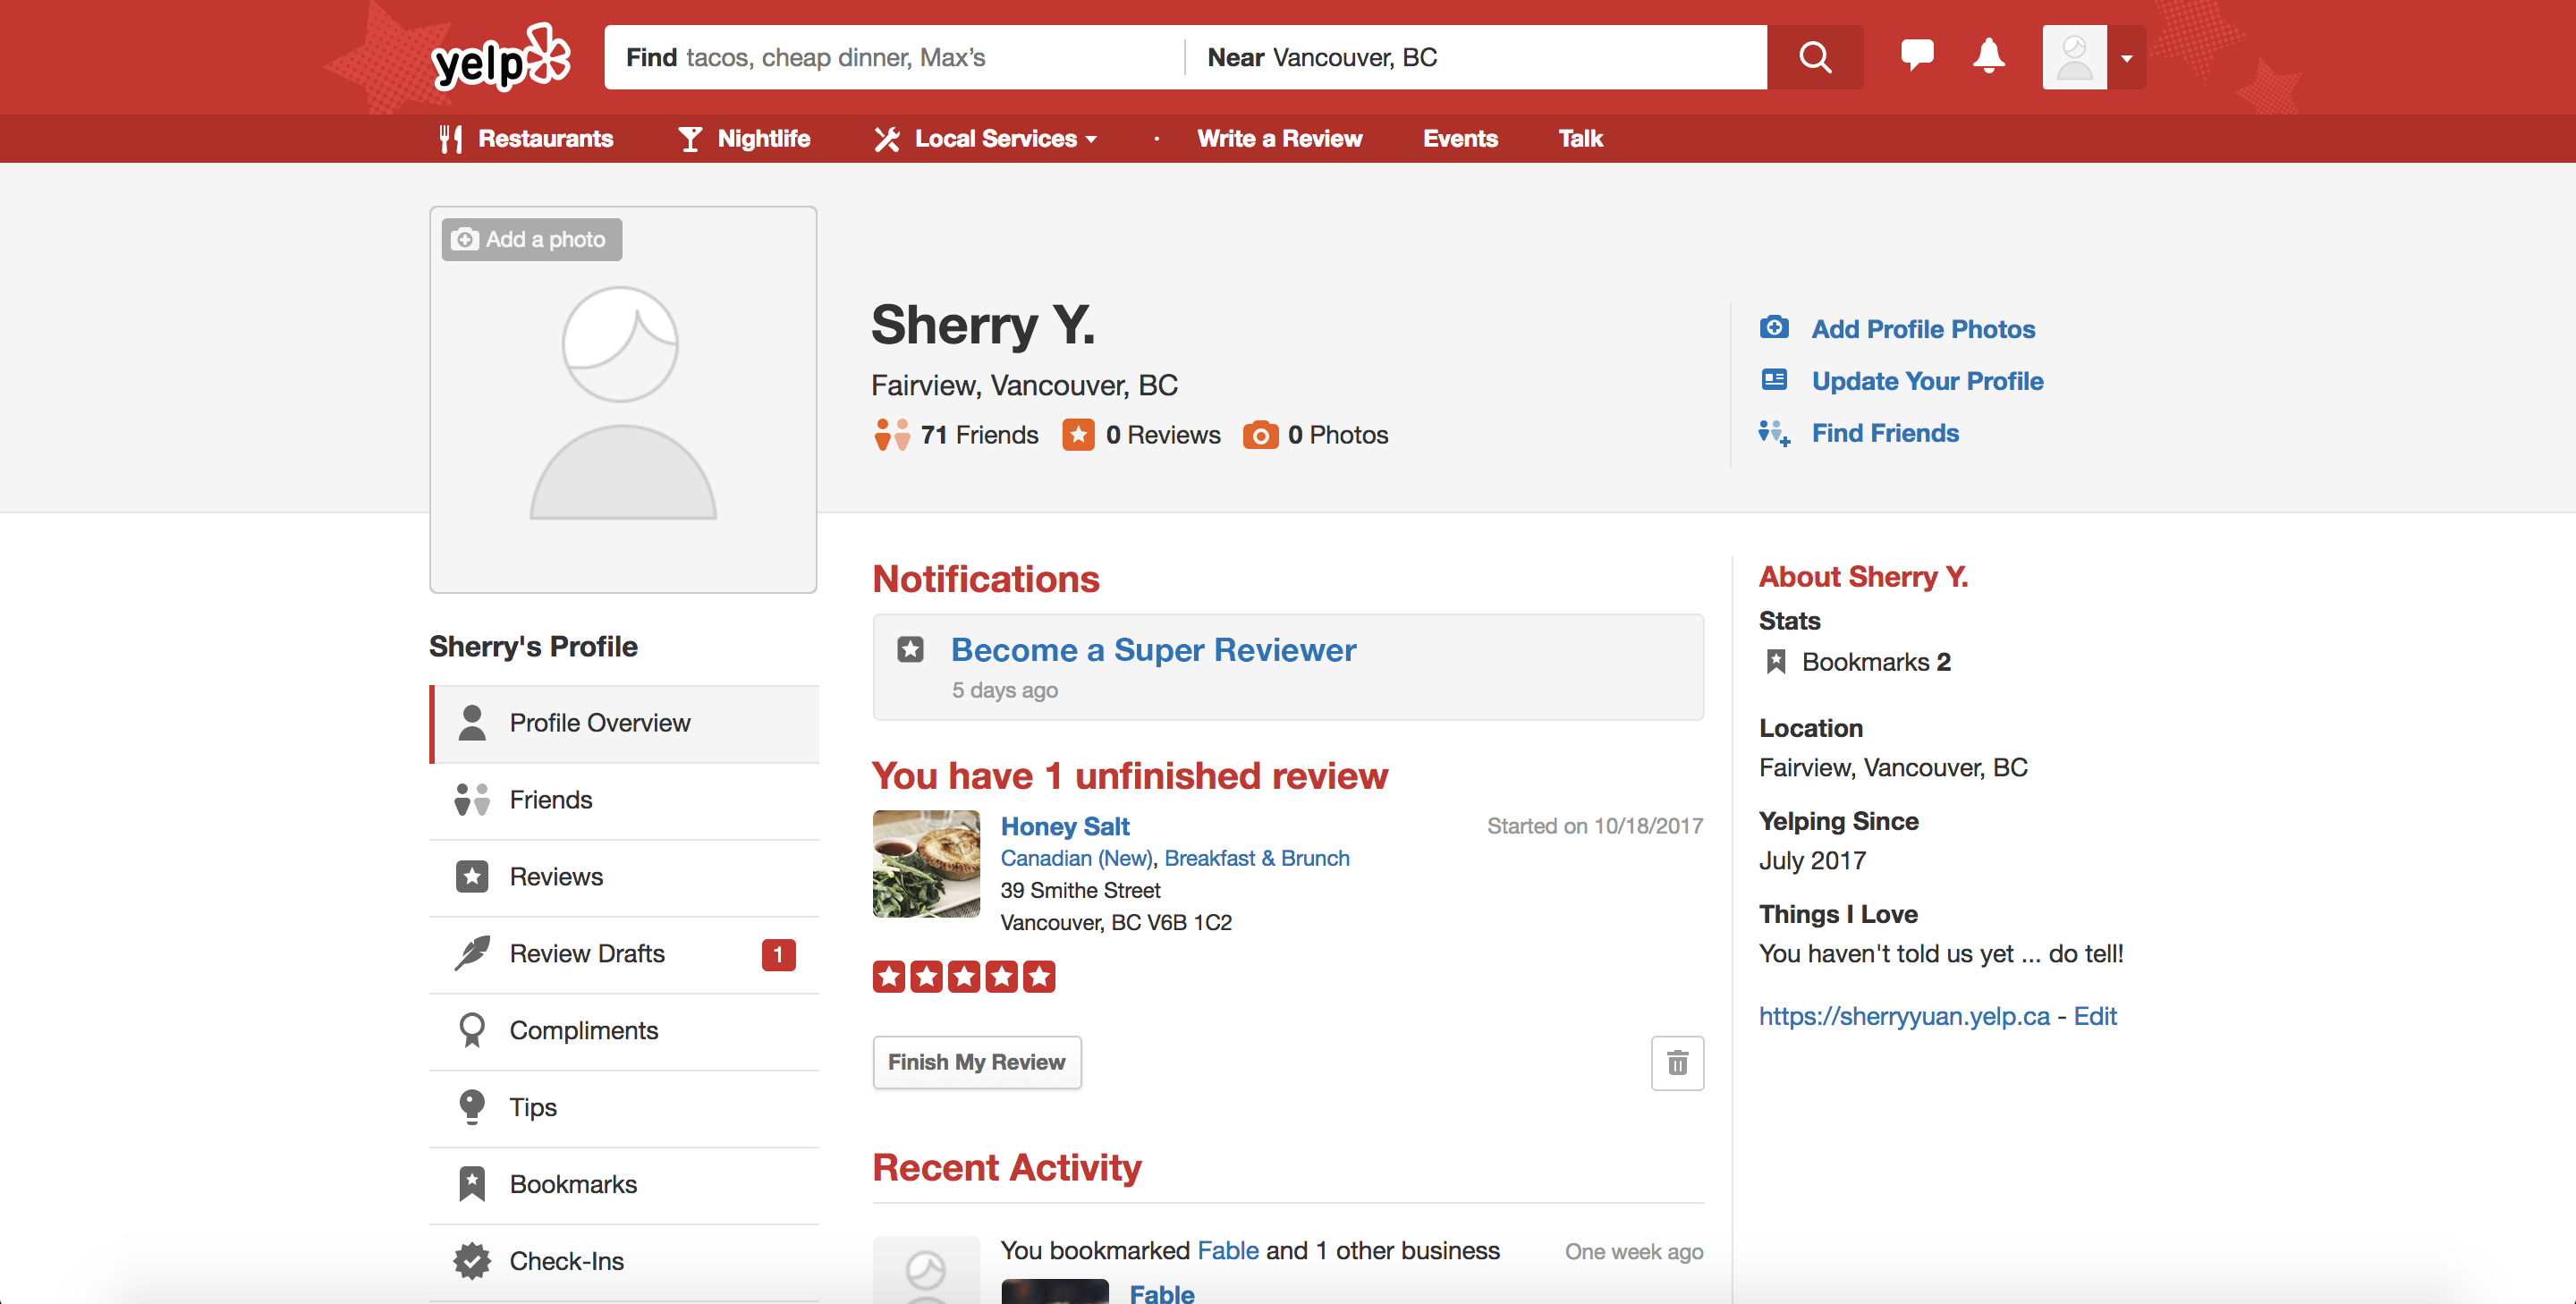 yelp
Find tacos, cheap dinner, Max's
Near Vancouver, BC
Restaurants
Nightlife
Local Services
Write a Review
Events
Talk
Add a photo
Sherry Y.
Fairview, Vancouver, BC
71 Friends 0 Reviews 0 Photos
Add Profile Photos
Update Your Profile
Find Friends
Sherry's Profile
Profile Overview
Friends
Reviews
Review Drafts 1
Compliments
Tips
Bookmarks
Check-Ins
Notifications
Become a Super Reviewer
5 days ago
You have 1 unfinished review
Honey Salt
Started on 10/18/2017
Canadian (New), Breakfast & Brunch
39 Smithe Street
Vancouver, BC V6B 1C2
Finish My Review
Recent Activity
You bookmarked Fable and 1 other business
One week ago
Fable
About Sherry Y.
Stats
Bookmarks 2
Location
Fairview, Vancouver, BC
Yelping Since
July 2017
Things I Love
You haven't told us yet ... do tell!
https://sherryyuan.yelp.ca - Edit